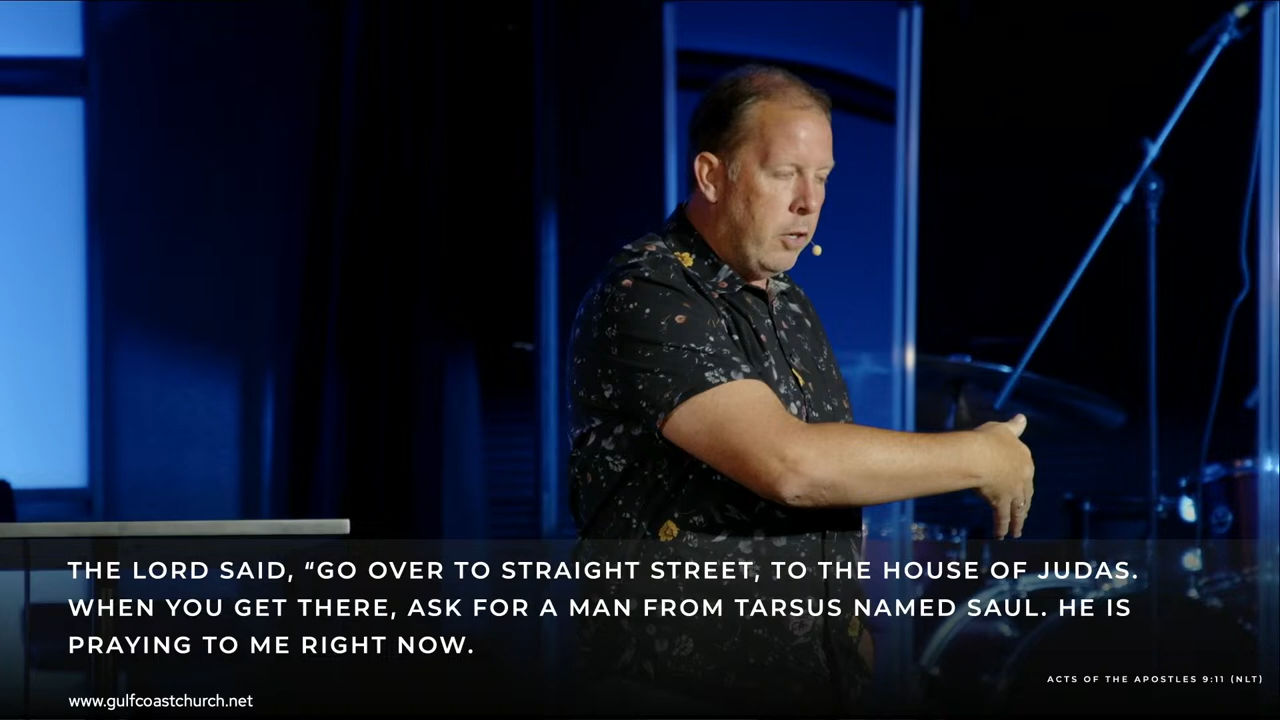 THE LORD SAID, “GO OVER TO STRAIGHT STREET, TO THE HOUSE OF JUDAS.
WHEN YOU GET THERE, ASK FOR A MAN FROM TARSUS NAMED SAUL. HE IS
PRAYING TO ME RIGHT NOW.
ACTS OF THE APOSTLES 9:11 (NLT)
www.gulfcoastchurch.net